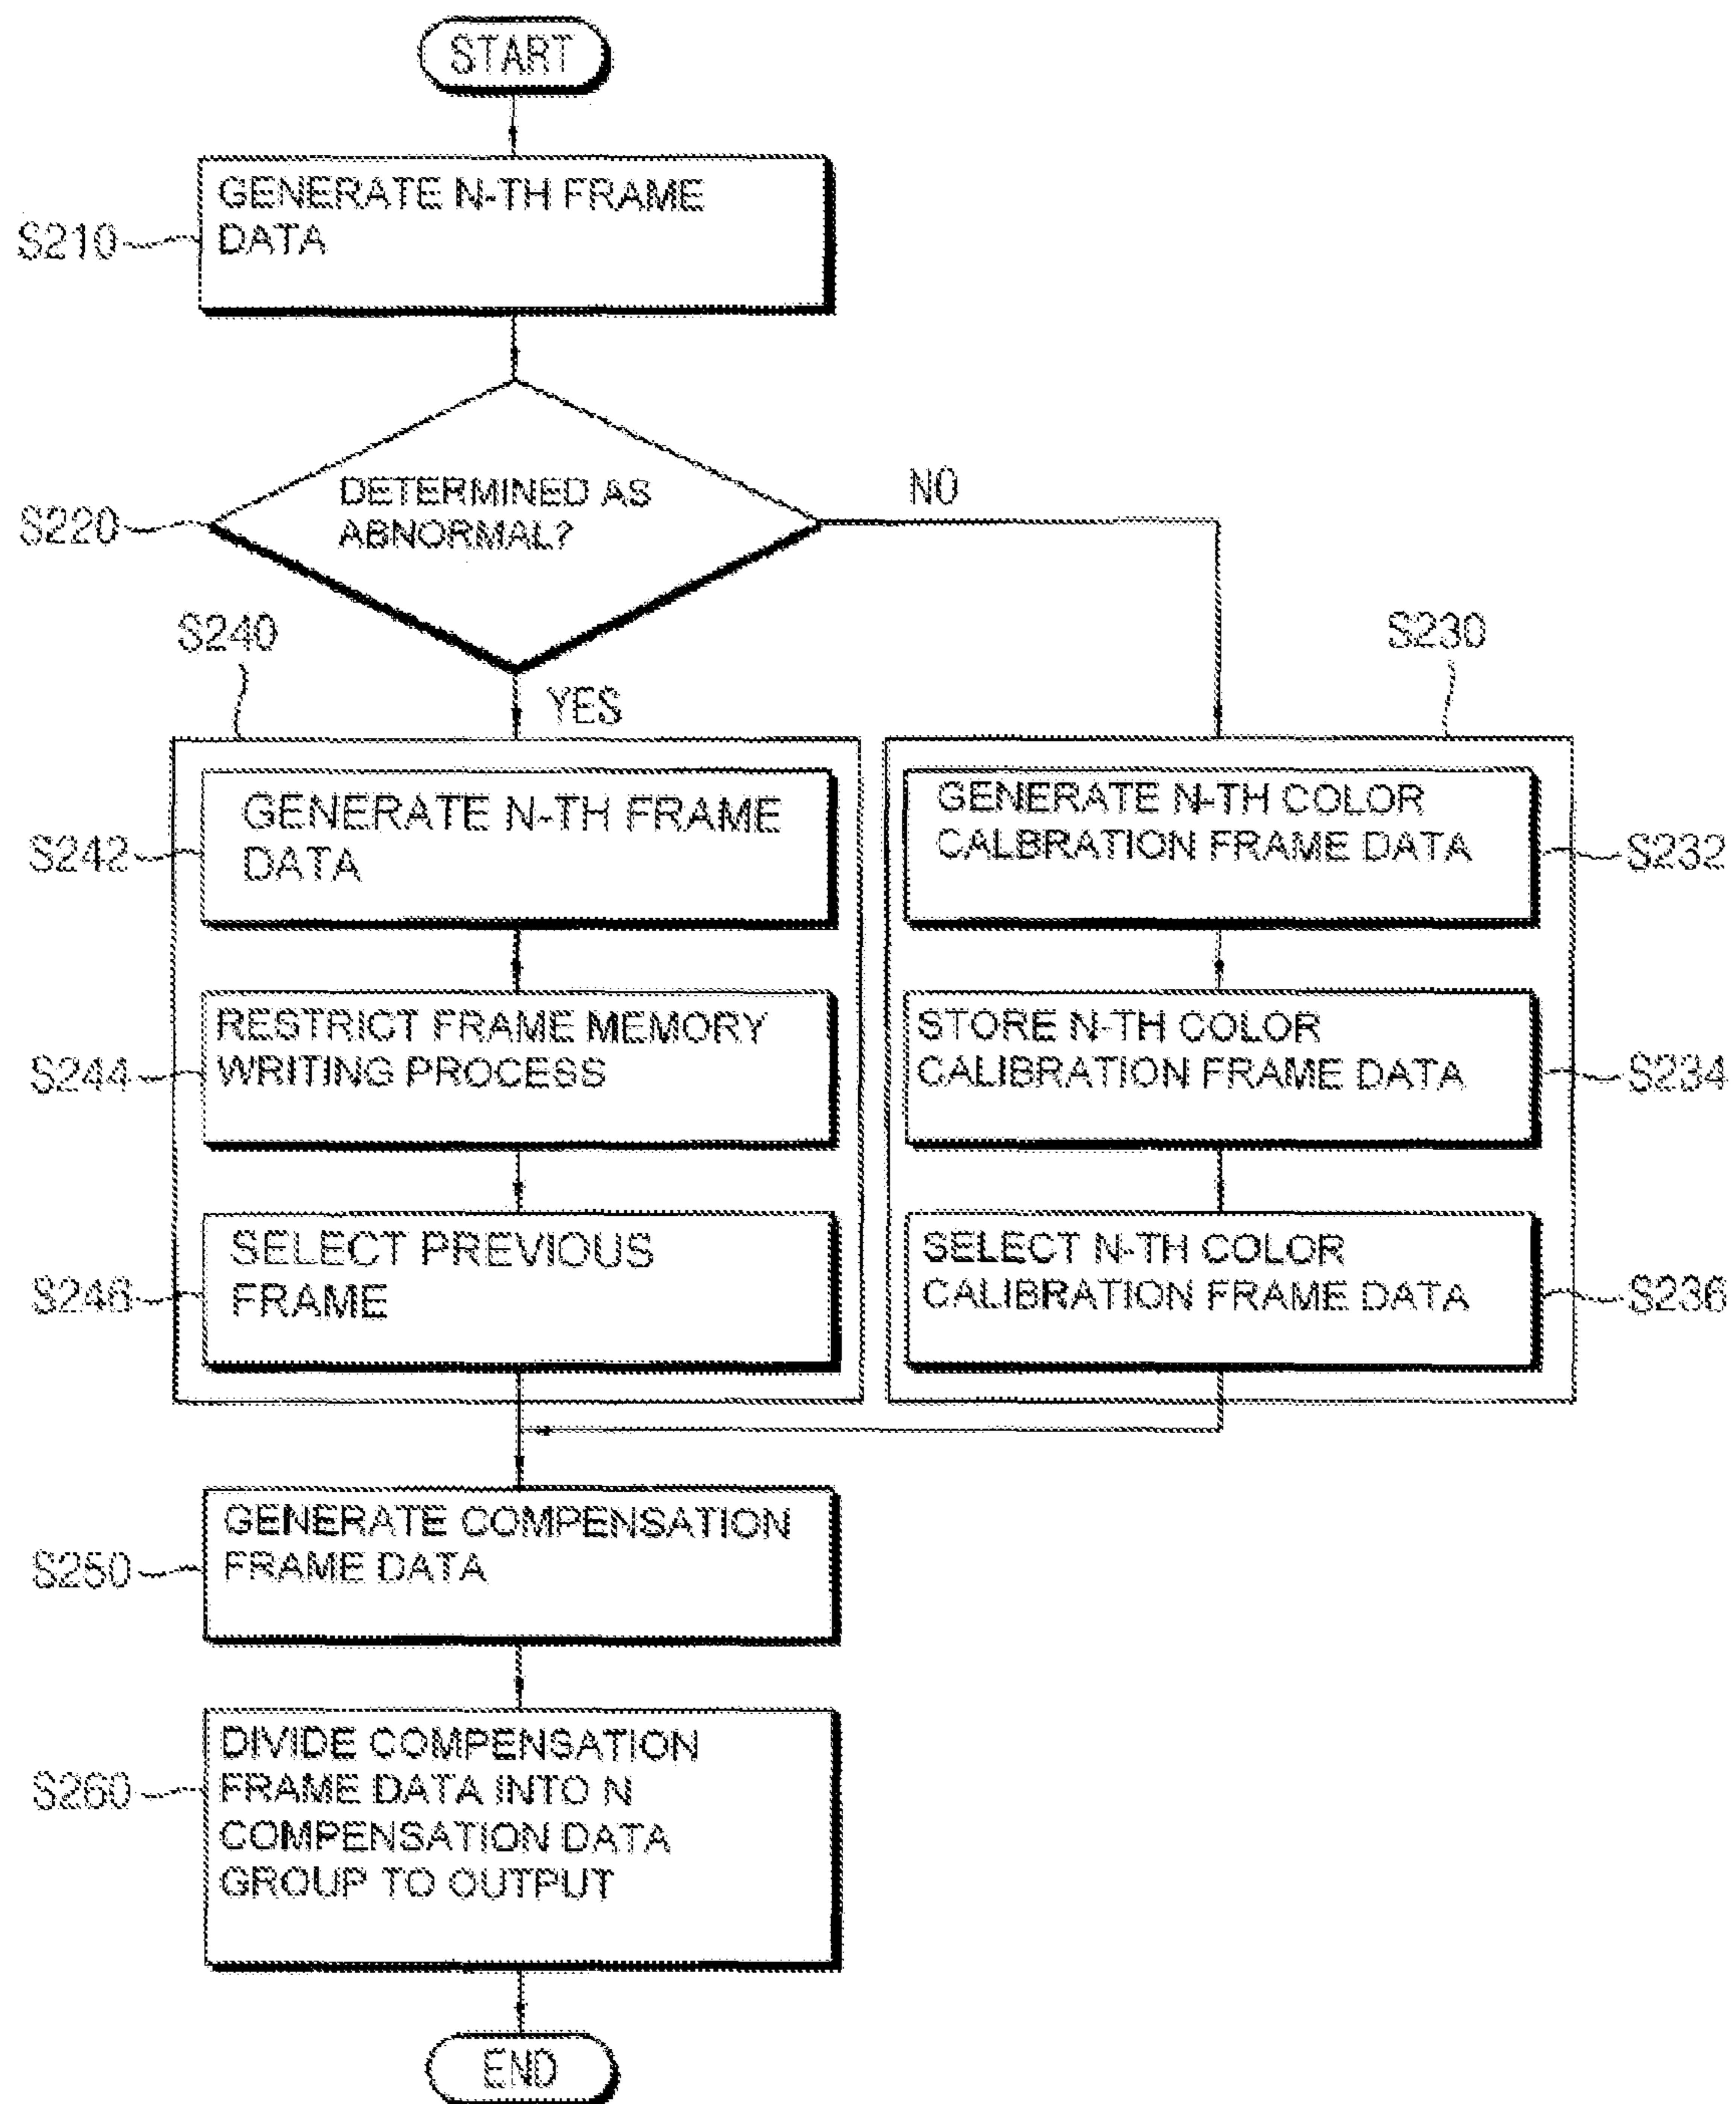 START
GENERATE N-TH FRAME
DATA
S210
DETERMINED AS
ABNORMAL?
S220
NO
YES
S240
S230
GENERATE N-TH FRAME
DATA
S242
RESTRICT FRAME MEMORY
WRITING PROCESS
S244
SELECT PREVIOUS
FRAME
S246
GENERATE N-TH COLOR
CALBRATION FRAME DATA
S232
STORE N-TH COLOR
CALIBRATION FRAME DATA
S234
SELECT N-TH COLOR
CALIBRATION FRAME DATA
S236
GENERATE COMPENSATION
FRAME DATA
S250
DIVIDE COMPENSATION
FRAME DATA INTO N
COMPENSATION DATA
GROUP TO OUTPUT
S260
END